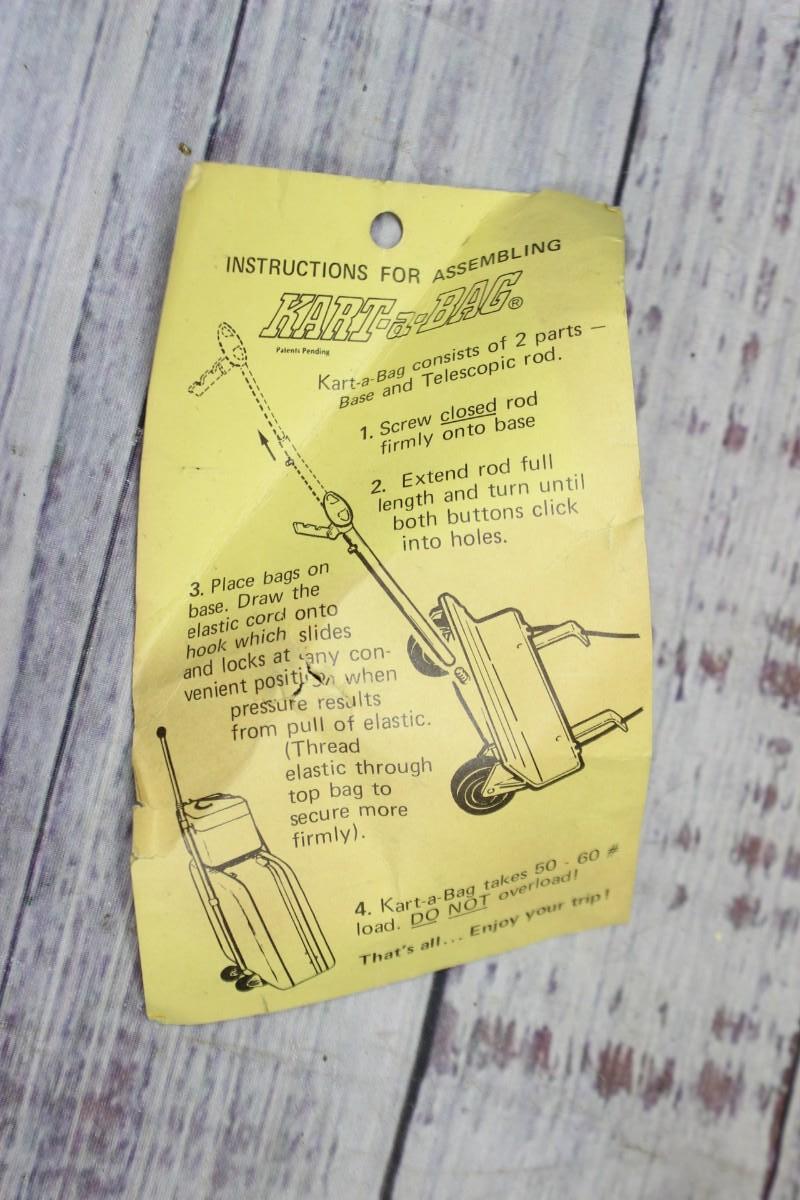 INSTRUCTIONS FOR ASSEMBLING
KART-a-BAG®
Patents Pending
Kart-a-Bag consists of 2 parts —
Base and Telescopic rod.
1. Screw closed rod
firmly onto base
2. Extend rod full
length and turn until
both buttons click
into holes.
3. Place bags on
base. Draw the
elastic cord onto
hook which slides
and locks at any con-
venient position when
pressure results
from pull of elastic.
(Thread
elastic through
top bag to
secure more
firmly).
4. Kart-a-Bag takes 50 - 60 #
load. DO NOT overload!
That's all... Enjoy your trip!